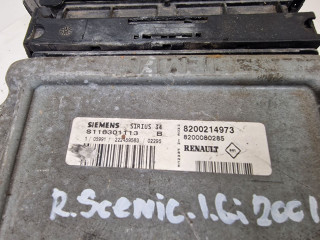 SIEMENS SIRIUS 34 8200214973
S118301113 B 8200080285
RENAULT
R.Scenic.1.6i 2001